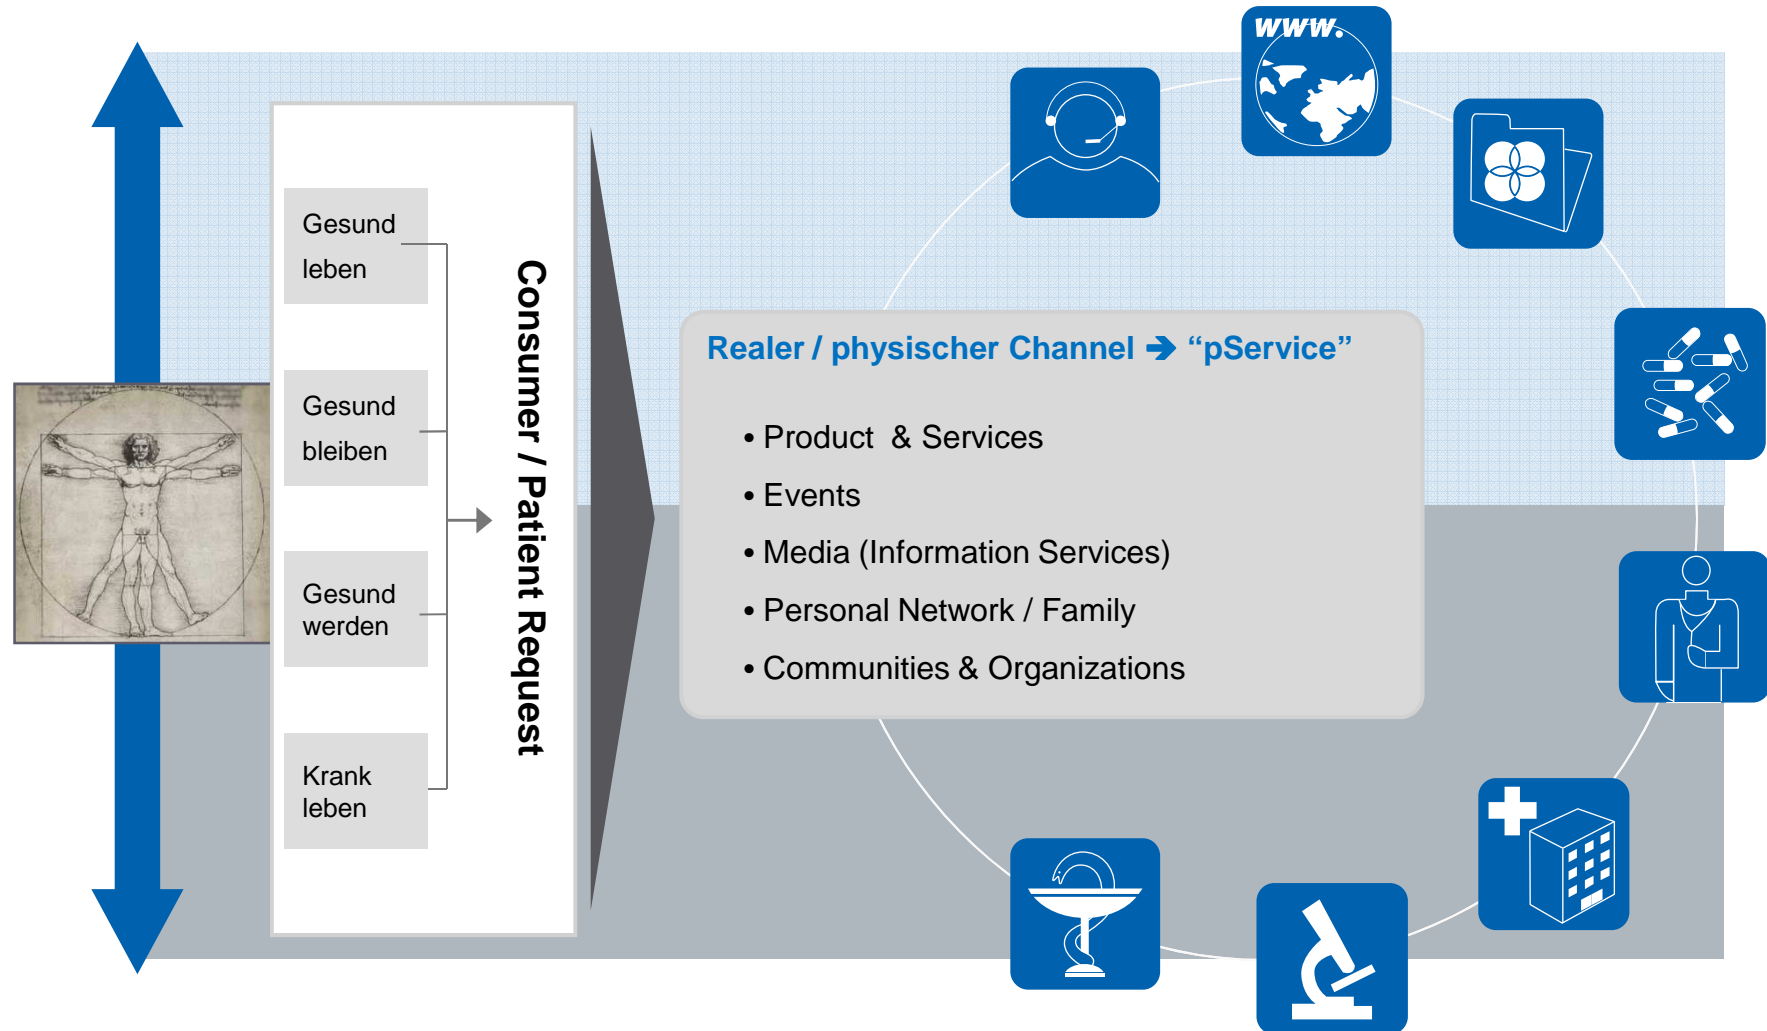 www.
Gesund
leben
Gesund
bleiben
Gesund
werden
Krank
leben
Consumer / Patient Request
Realer / physischer Channel ➔ “pService”
• Product & Services
• Events
• Media (Information Services)
• Personal Network / Family
• Communities & Organizations